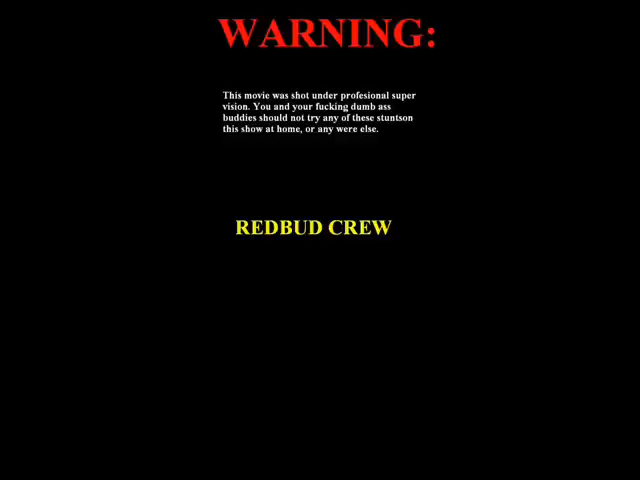 WARNING:
This movie was shot under profesional super
vision. You and your fucking dumb ass
buddies should not try any of these stuntson
this show at home, or any were else.
REDBUD CREW